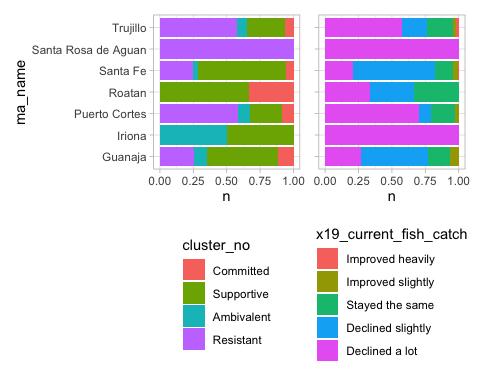 ma_name
Trujillo
Santa Rosa de Aguan
Santa Fe
Roatan
Puerto Cortes
Iriona
Guanaja
0.00 0.25 0.50 0.75 1.00
n
0.00 0.25 0.50 0.75 1.00
n
cluster_no
Committed
Supportive
Ambivalent
Resistant
x19_current_fish_catch
Improved heavily
Improved slightly
Stayed the same
Declined slightly
Declined a lot